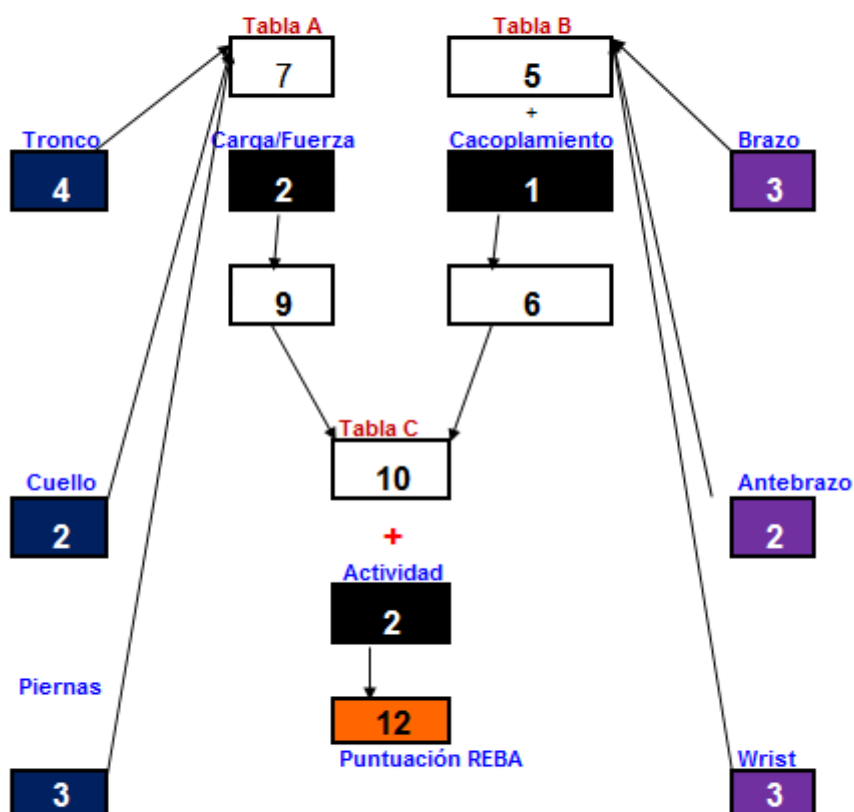 Tabla A Tabla B
7 5
+
Tronco Carga/Fuerza Cacoplamiento Brazo
4 2 1 3
9 6
Tabla C
10
Cuello Antebrazo
2 2
+
Actividad
2
Piernas
12
Puntuación REBA Wrist
3 3